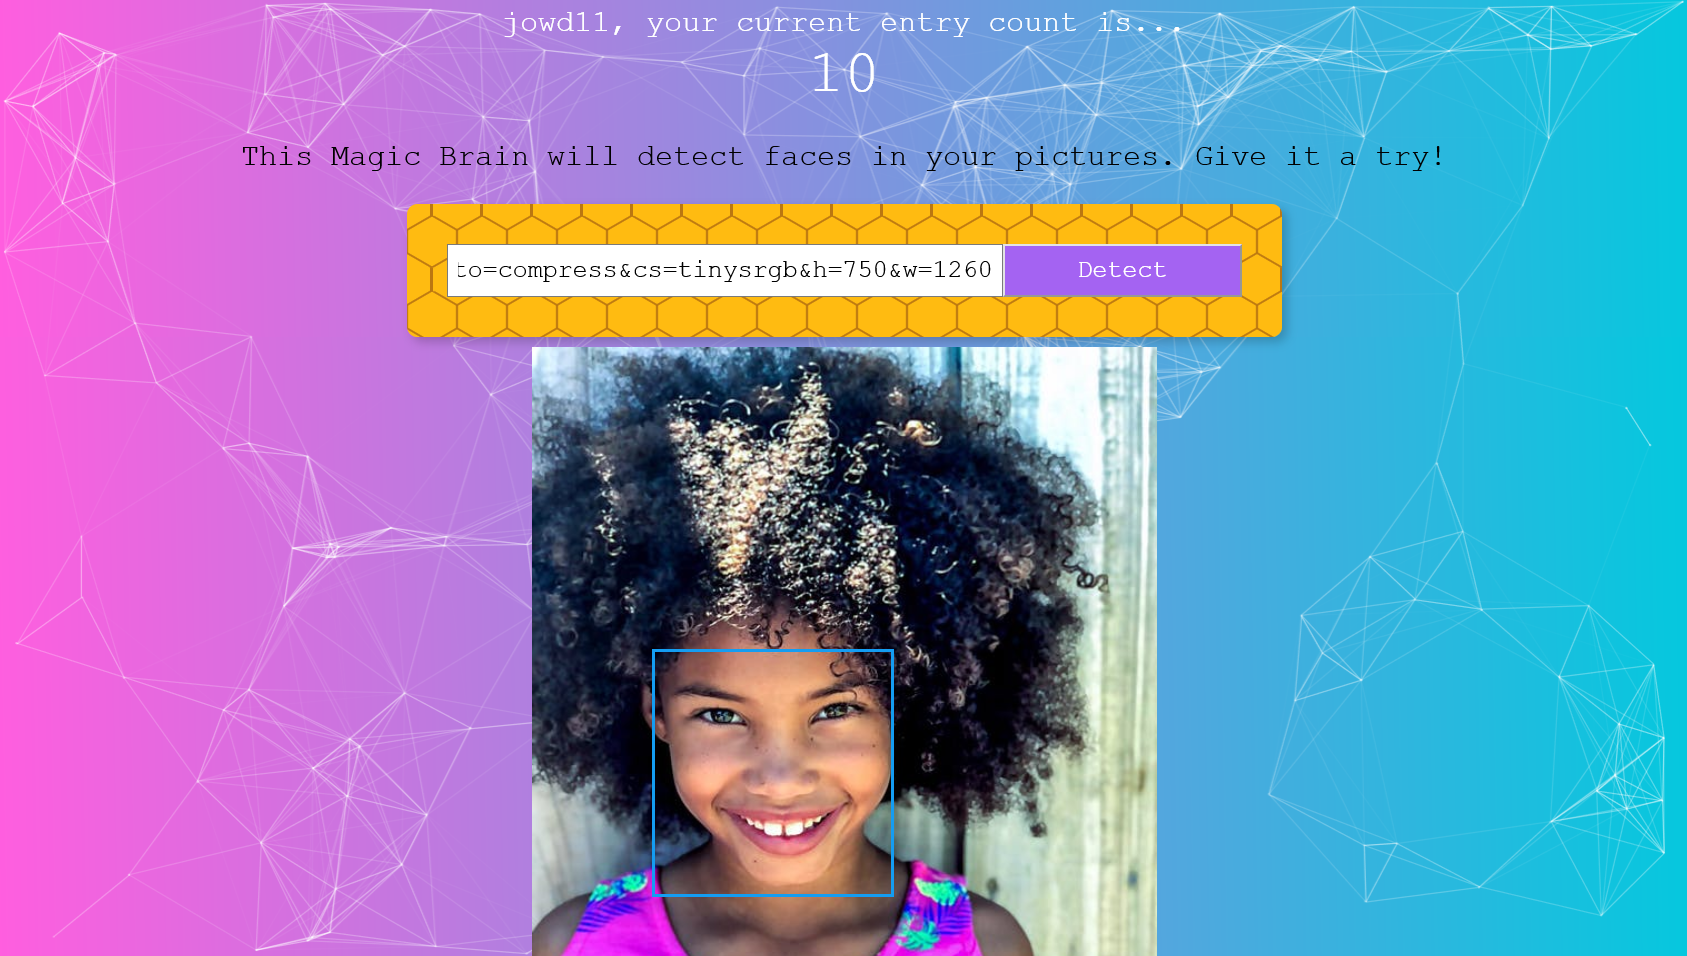 jowd11, your current entry count is...
10
This Magic Brain will detect faces in your pictures. Give it a try!
to=compress&cs=tinysrgb&h=750&w=1260 Detect